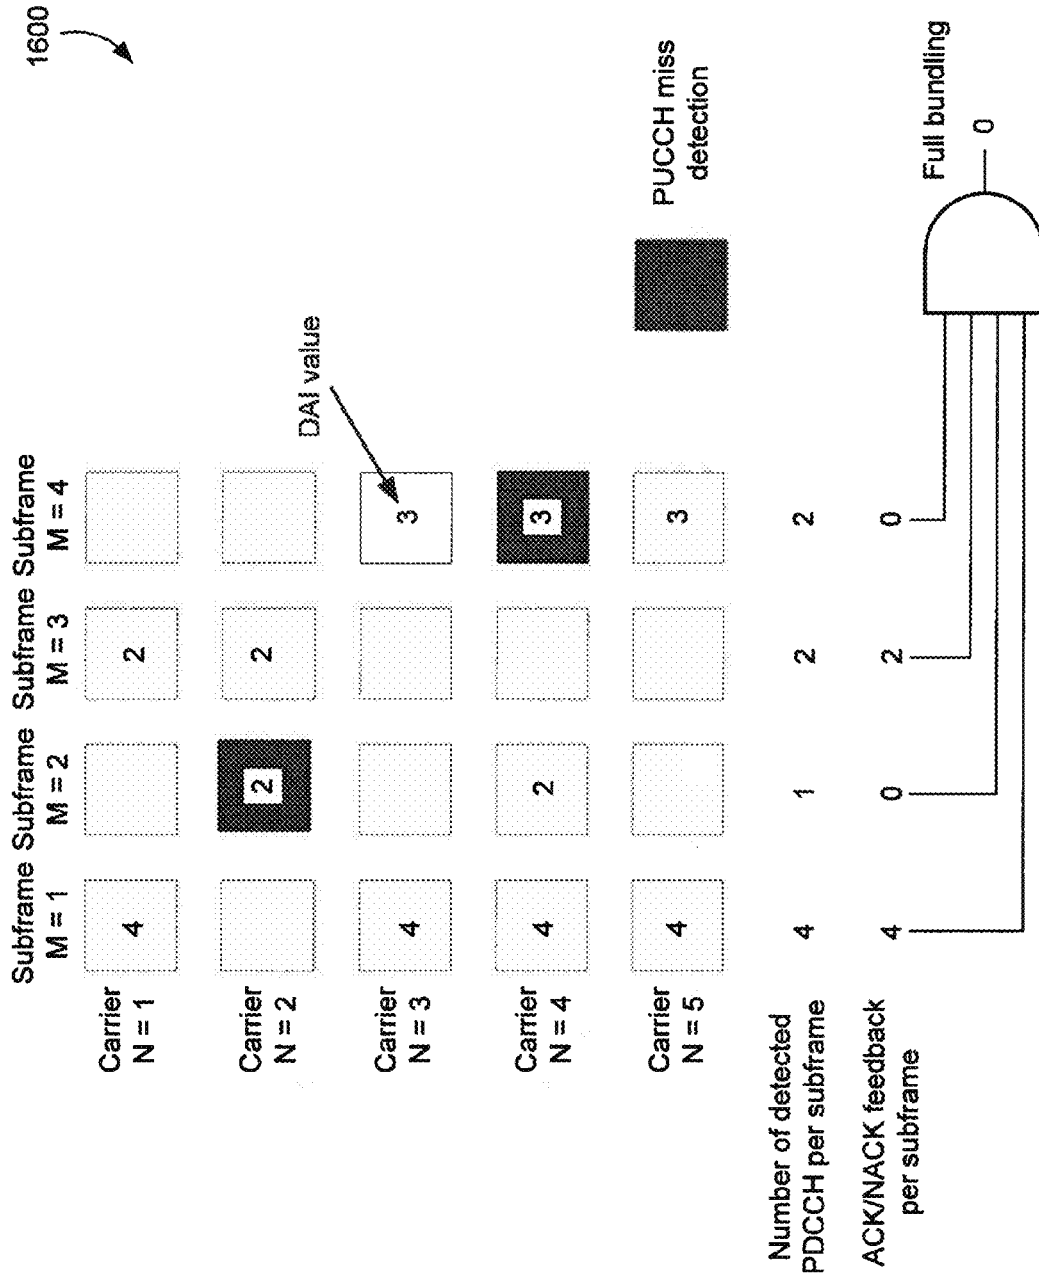 1600
Subframe
M = 1
Subframe
M = 2
Subframe
M = 3
Subframe
M = 4
Carrier
N = 1
4
2
Carrier
N = 2
2
2
DAI value
Carrier
N = 3
4
3
Carrier
N = 4
4
2
3
Carrier
N = 5
4
3
PUCCH miss
detection
Number of detected
PDCCH per subframe
4
1
2
2
ACK/NACK feedback
per subframe
4
0
2
0
Full bundling
0